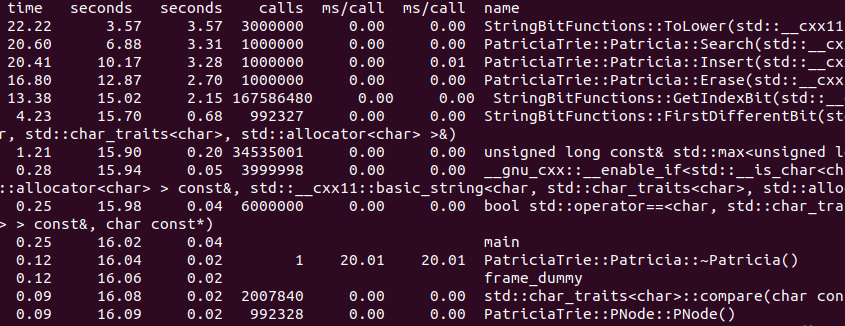 time seconds seconds calls ms/call ms/call name
22.22 3.57 3.57 3000000 0.00 0.00 StringBitFunctions::ToLower(std::__cxx11
20.60 6.88 3.31 1000000 0.00 0.00 PatriciaTrie::Patricia::Search(std::__cx
20.41 10.17 3.28 1000000 0.00 0.01 PatriciaTrie::Patricia::Insert(std::__cx
16.80 12.87 2.70 1000000 0.00 0.00 PatriciaTrie::Patricia::Erase(std::__cxx
13.38 15.02 2.15 167586480 0.00 0.00 StringBitFunctions::GetIndexBit(std::__
4.23 15.70 0.68 992327 0.00 0.00 StringBitFunctions::FirstDifferentBit(st
r, std::char_traits<char>, std::allocator<char> >&)
1.21 15.90 0.20 34535001 0.00 0.00 unsigned long const& std::max<unsigned lo
0.28 15.94 0.05 3999998 0.00 0.00 __gnu_cxx::__enable_if<std::__is_char<ch
::allocator<char> > const&, std::__cxx11::basic_string<char, std::char_traits<char>, std::allo
0.25 15.98 0.04 6000000 0.00 0.00 bool std::operator==<char, std::char_tra
> > const&, char const*)
0.25 16.02 0.04 main
0.12 16.04 0.02 1 20.01 20.01 PatriciaTrie::Patricia::~Patricia()
0.12 16.06 0.02 frame_dummy
0.09 16.08 0.02 2007840 0.00 0.00 std::char_traits<char>::compare(char con
0.09 16.09 0.02 992328 0.00 0.00 PatriciaTrie::PNode::PNode()